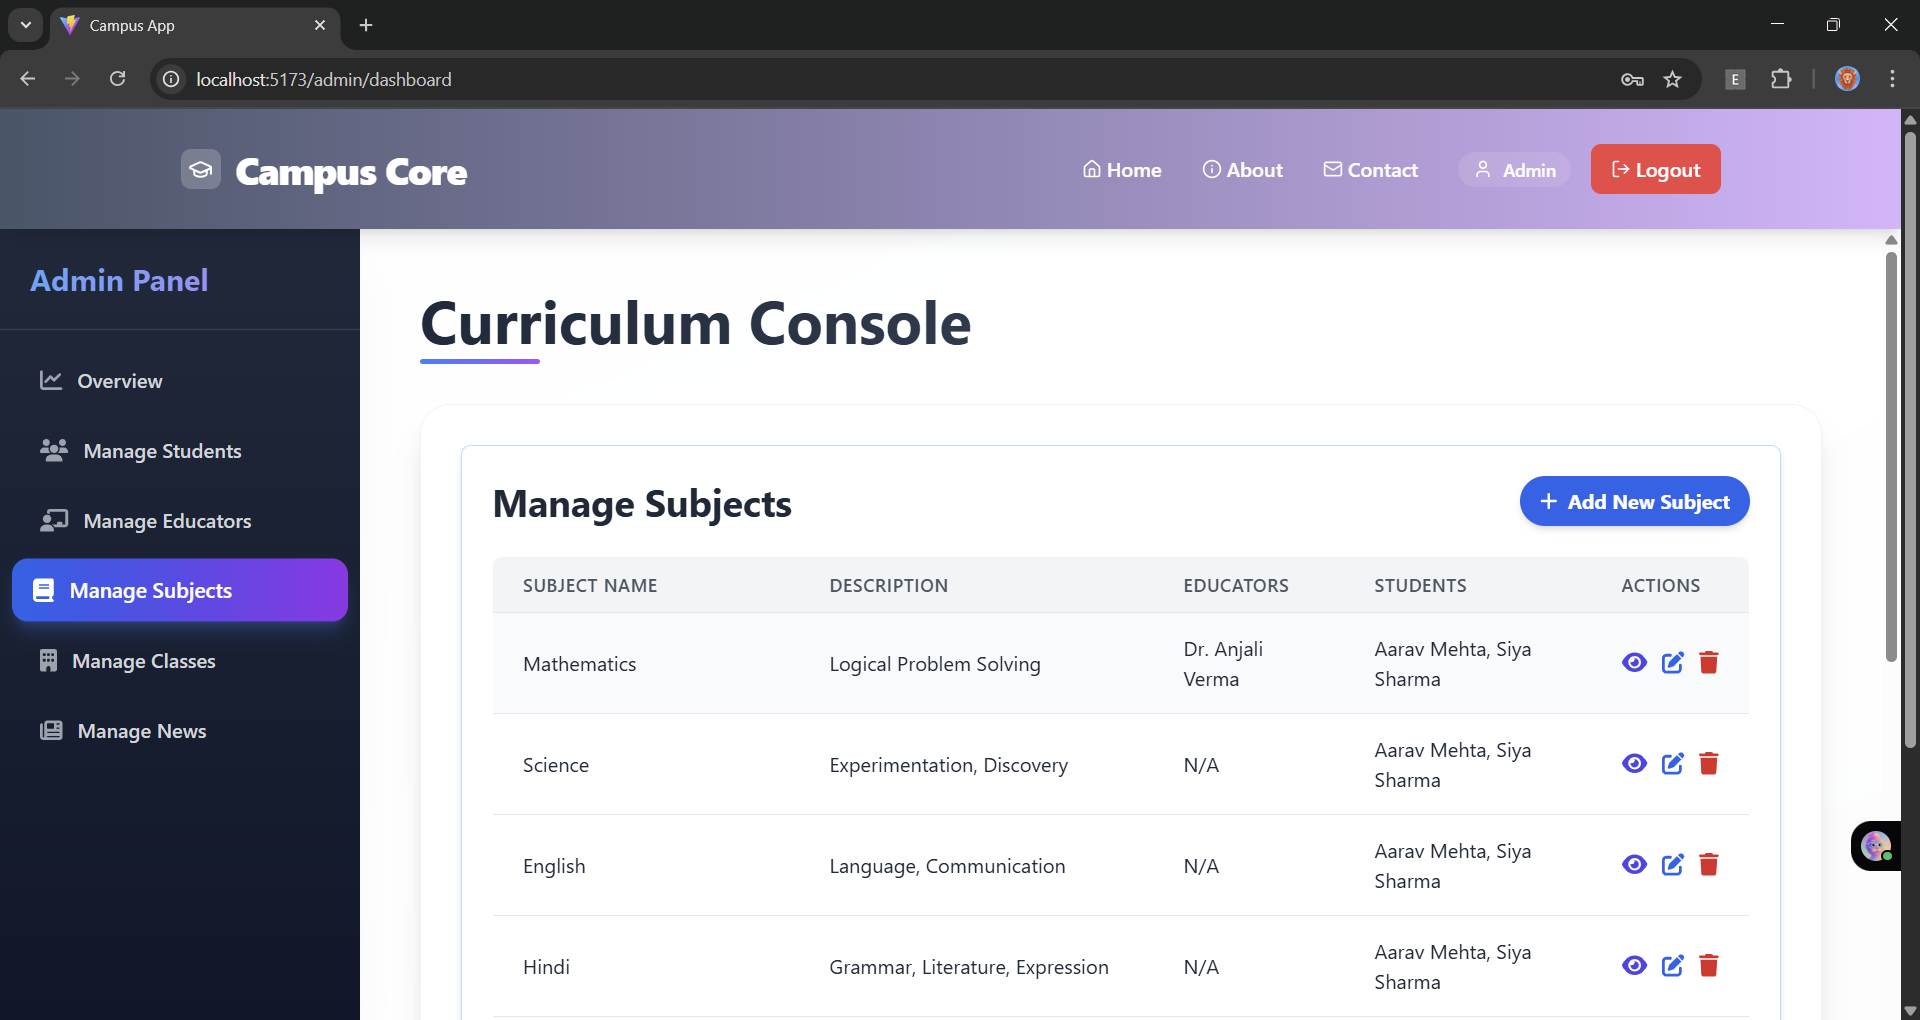 Campus App
localhost:5173/admin/dashboard
E
Campus Core
Home
About
Contact
Admin
Logout
Admin Panel
Overview
Manage Students
Manage Educators
Manage Subjects
Manage Classes
Manage News
Curriculum Console
Manage Subjects
+ Add New Subject
SUBJECT NAME DESCRIPTION EDUCATORS STUDENTS ACTIONS
Mathematics
Logical Problem Solving
Dr. Anjali
Verma
Aarav Mehta, Siya
Sharma
Science
Experimentation, Discovery
N/A
Aarav Mehta, Siya
Sharma
English
Language, Communication
N/A
Aarav Mehta, Siya
Sharma
Hindi
Grammar, Literature, Expression
N/A
Aarav Mehta, Siya
Sharma